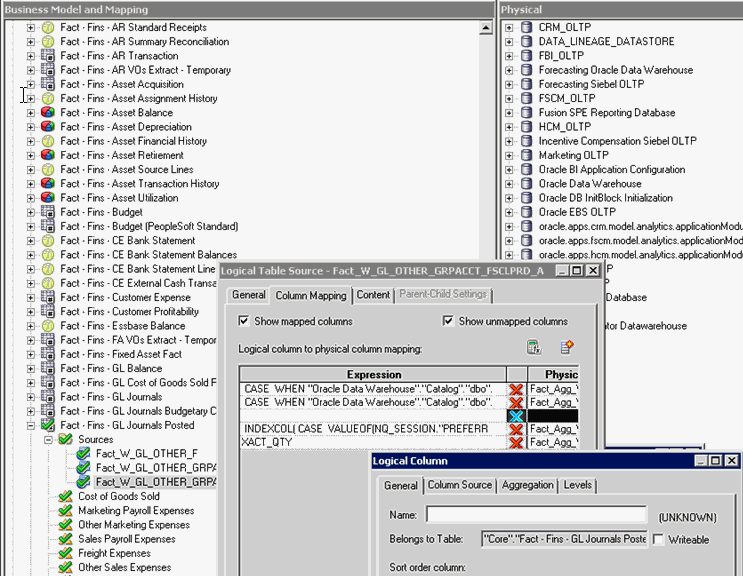 Business Model and Mapping
Fact - Fins - AR Standard Receipts
Fact - Fins - AR Summary Reconciliation
Fact - Fins - AR Transaction
Fact - Fins - AR VOs Extract - Temporary
Fact - Fins - Asset Acquisition
Fact - Fins - Asset Assignment History
Fact - Fins - Asset Balance
Fact - Fins - Asset Depreciation
Fact - Fins - Asset Financial History
Fact - Fins - Asset Retirement
Fact - Fins - Asset Source Lines
Fact - Fins - Asset Transaction History
Fact - Fins - Asset Utilization
Fact - Fins - Budget
Fact - Fins - Budget (PeopleSoft Standard)
Fact - Fins - CE Bank Statement
Fact - Fins - CE Bank Statement Balances
Fact - Fins - CE Bank Statement Line
Fact - Fins - CE External Cash Transa
Fact - Fins - Customer Expense
Fact - Fins - Customer Profitability
Fact - Fins - Essbase Balance
Fact - Fins - FA VOs Extract - Tempor
Fact - Fins - Fixed Asset Fact
Fact - Fins - GL Balance
Fact - Fins - GL Cost of Goods Sold F
Fact - Fins - GL Journals
Fact - Fins - GL Journals Budgetary C
Fact - Fins - GL Journals Posted
Sources
Fact_W_GL_OTHER_F
Fact_W_GL_OTHER_GRPA
Fact_W_GL_OTHER_GRPA
Cost of Goods Sold
Marketing Payroll Expenses
Other Marketing Expenses
Sales Payroll Expenses
Freight Expenses
Other Sales Expenses
Physical
CRM_OLTP
DATA_LINEAGE_DATASTORE
FBI_OLTP
Forecasting Oracle Data Warehouse
Forecasting Siebel OLTP
FSCM_OLTP
Fusion SPE Reporting Database
HCM_OLTP
Incentive Compensation Siebel OLTP
Marketing OLTP
Oracle BI Application Configuration
Oracle Data Warehouse
Oracle DB InitBlock Initialization
Oracle EBS OLTP
oracle.apps.crm.model.analytics.applicationModu
oracle.apps.fscm.model.analytics.applicationMod
oracle.apps.hcm.model.analytics.applicationModu
P
Database
tor Datawarehouse
Logical Table Source - Fact_W_GL_OTHER_GRPACCT_FSCLPRD_A
General
Column Mapping
Content
Parent-Child Settings
Show mapped columns
Show unmapped columns
Logical column to physical column mapping:
Expression
Physic
CASE WHEN "Oracle Data Warehouse"."Catalog"."dbo".
Fact_Agg_
CASE WHEN "Oracle Data Warehouse"."Catalog"."dbo".
Fact_Agg_
INDEXCOL( CASE VALUEOF(NQ_SESSION."PREFERR
Fact_Agg_
XACT_QTY
Fact_Agg_
Logical Column
General
Column Source
Aggregation
Levels
Name:
(UNKNOWN)
Belongs to Table:
"Core"."Fact - Fins - GL Journals Poste
Writeable
Sort order column: